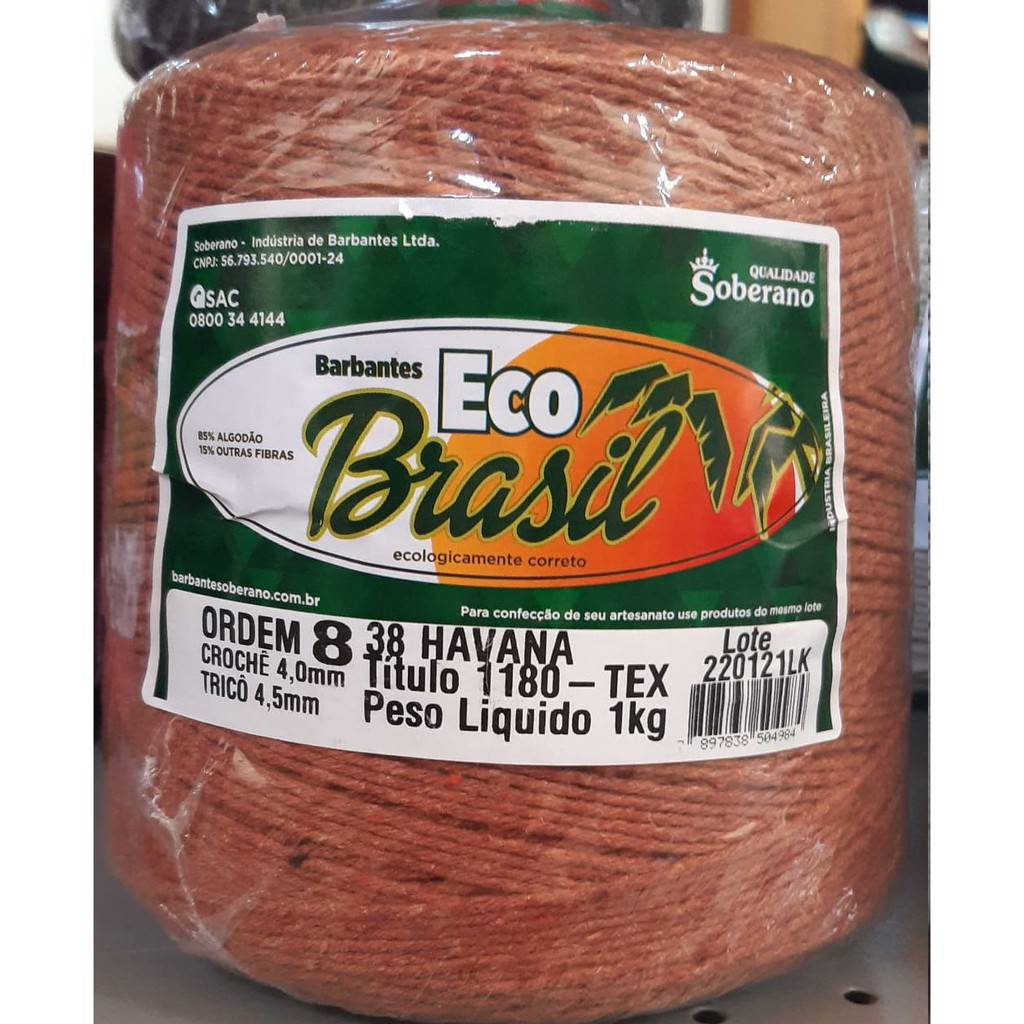 Soberano - Indústria de Barbantes Ltda.
CNPJ: 56.793.540/0001-24
SAC
0800 34 4144
QUALIDADE
Soberano
Barbantes Eco
Brasil
85% ALGODÃO
15% OUTRAS FIBRAS
ecologicamente correto
INDUSTRIA BRASILEIRA
barbantesoberano.com.br
Para confecção de seu artesanato use produtos do mesmo lote
ORDEM 8
CROCHÊ 4,0mm
TRICÔ 4,5mm
38 HAVANA
Título 1180 – TEX
Peso Liquido 1kg
Lote
220121LK
7 897838 504984